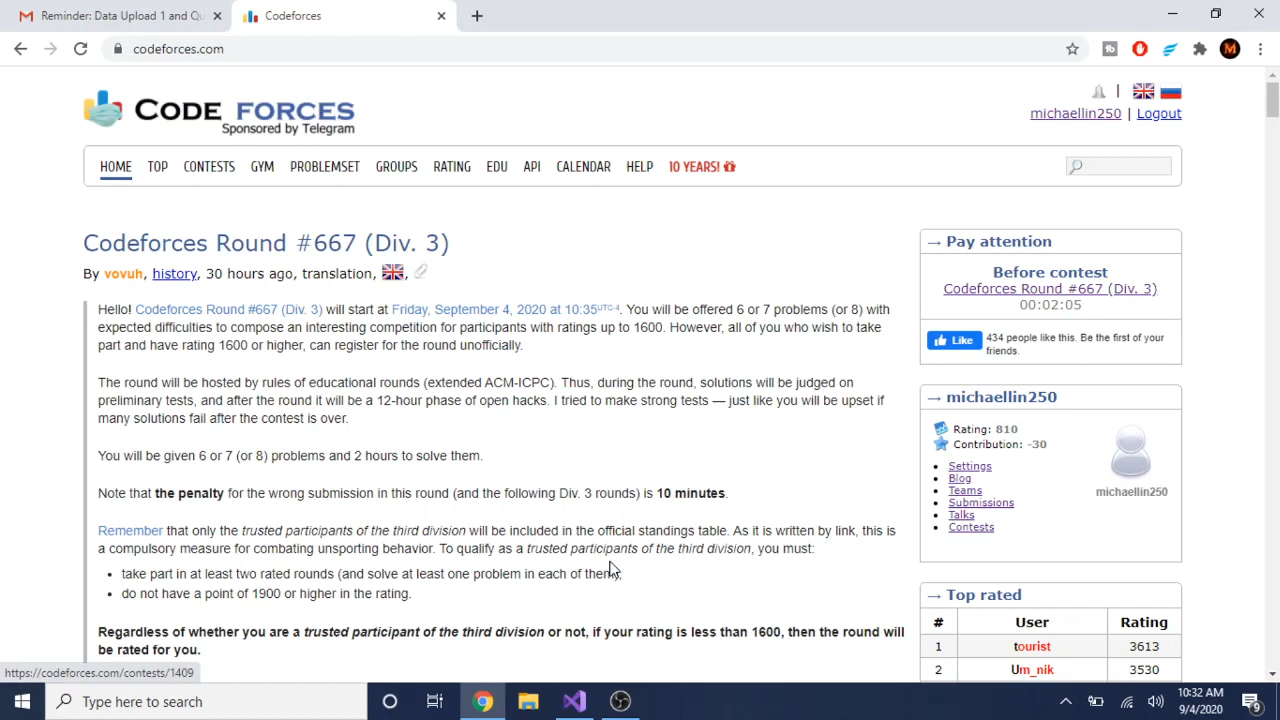 Reminder: Data Upload 1 and Qu
Codeforces
codeforces.com
CODE FORCES
Sponsored by Telegram
michaellin250 | Logout
HOME TOP CONTESTS GYM PROBLEMSET GROUPS RATING EDU API CALENDAR HELP 10 YEARS!
Codeforces Round #667 (Div. 3)
By vovuh, history, 30 hours ago, translation,
Hello! Codeforces Round #667 (Div. 3) will start at Friday, September 4, 2020 at 10:35 UTC-4. You will be offered 6 or 7 problems (or 8) with
expected difficulties to compose an interesting competition for participants with ratings up to 1600. However, all of you who wish to take
part and have rating 1600 or higher, can register for the round unofficially.
The round will be hosted by rules of educational rounds (extended ACM-ICPC). Thus, during the round, solutions will be judged on
preliminary tests, and after the round it will be a 12-hour phase of open hacks. I tried to make strong tests — just like you will be upset if
many solutions fail after the contest is over.
You will be given 6 or 7 (or 8) problems and 2 hours to solve them.
Note that the penalty for the wrong submission in this round (and the following Div. 3 rounds) is 10 minutes.
Remember that only the trusted participants of the third division will be included in the official standings table. As it is written by link, this is
a compulsory measure for combating unsporting behavior. To qualify as a trusted participants of the third division, you must:
• take part in at least two rated rounds (and solve at least one problem in each of them),
• do not have a point of 1900 or higher in the rating.
Regardless of whether you are a trusted participant of the third division or not, if your rating is less than 1600, then the round will
be rated for you.
→ Pay attention
Before contest
Codeforces Round #667 (Div. 3)
00:02:05
Like
434 people like this. Be the first of your
friends.
→ michaellin250
Rating: 810
Contribution: -30
• Settings
• Blog
• Teams
• Submissions
• Talks
• Contests
michaellin250
→ Top rated
# User Rating
1 tourist 3613
2 Um_nik 3530
https://codeforces.com/contests/1409
Type here to search
10:32 AM
9/4/2020
9
M